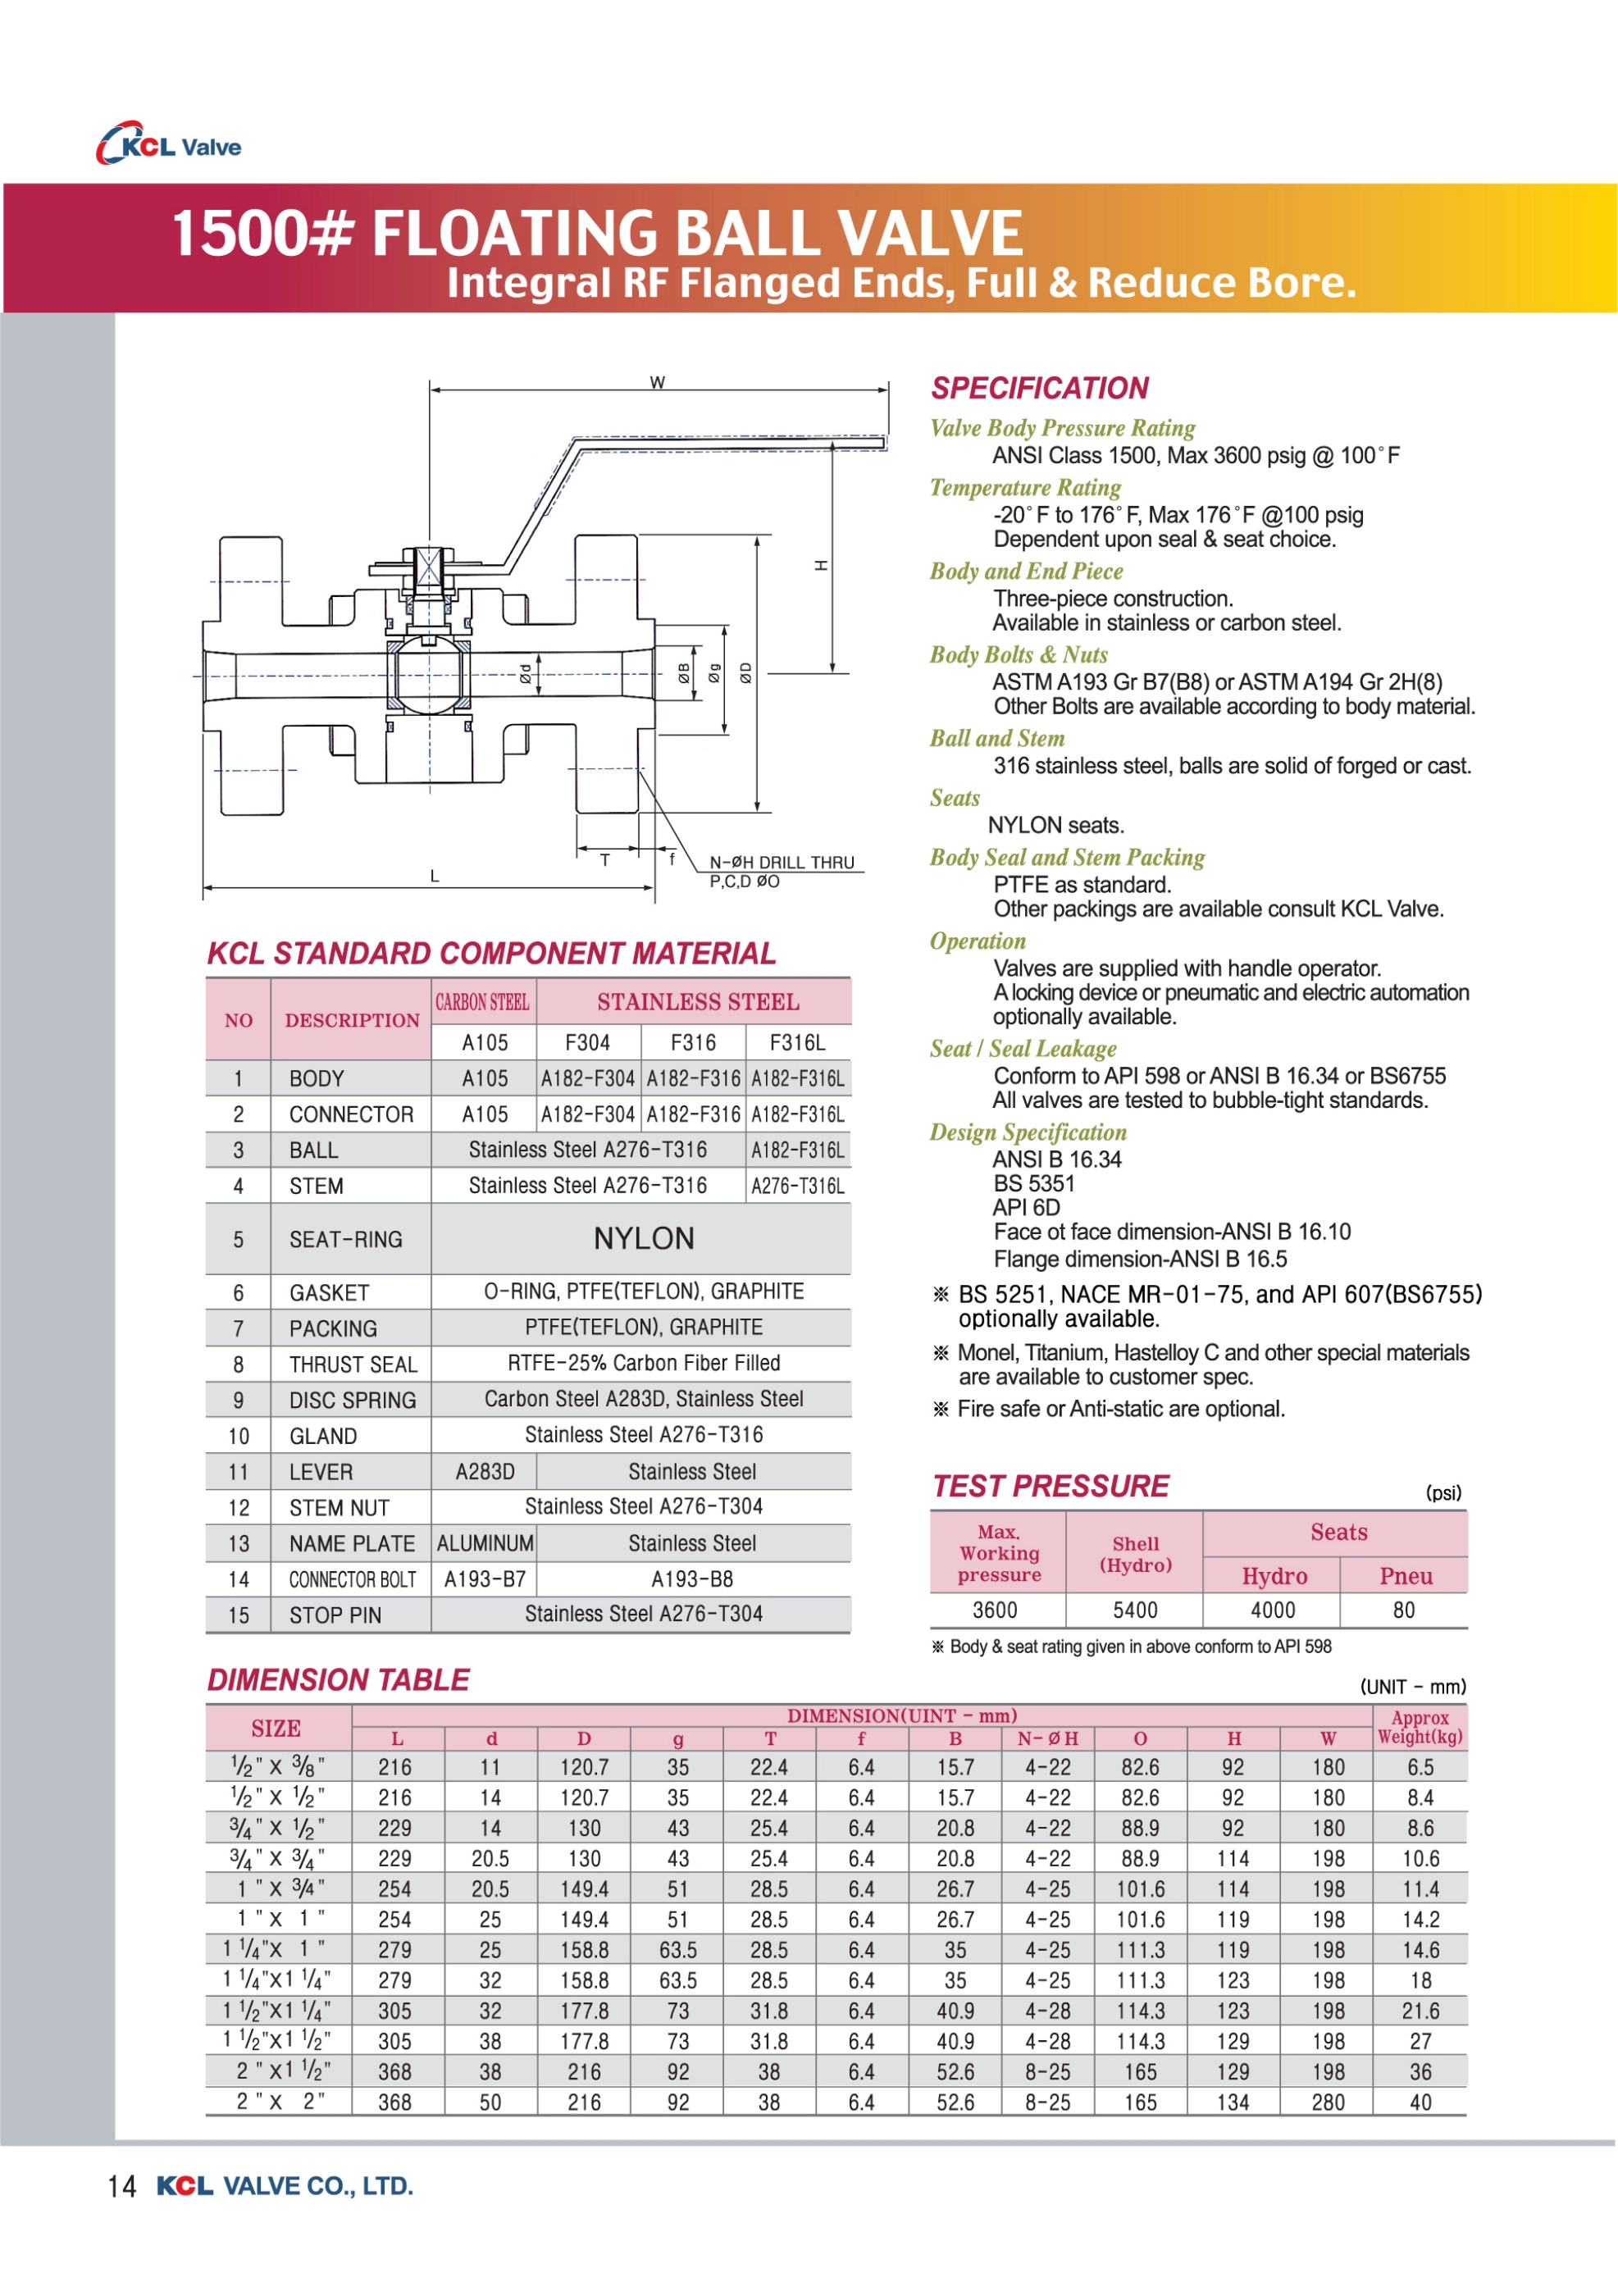 KCL Valve
1500# FLOATING BALL VALVE
Integral RF Flanged Ends, Full & Reduce Bore.
W
H
Ød
ØB
Øg
ØD
T
f
L
N-ØH DRILL THRU
P,C,D ØO
SPECIFICATION
Valve Body Pressure Rating
ANSI Class 1500, Max 3600 psig @ 100°F
Temperature Rating
-20°F to 176°F, Max 176°F @100 psig
Dependent upon seal & seat choice.
Body and End Piece
Three-piece construction.
Available in stainless or carbon steel.
Body Bolts & Nuts
ASTM A193 Gr B7(B8) or ASTM A194 Gr 2H(8)
Other Bolts are available according to body material.
Ball and Stem
316 stainless steel, balls are solid of forged or cast.
Seats
NYLON seats.
Body Seal and Stem Packing
PTFE as standard.
Other packings are available consult KCL Valve.
Operation
Valves are supplied with handle operator.
A locking device or pneumatic and electric automation
optionally available.
Seat / Seal Leakage
Conform to API 598 or ANSI B 16.34 or BS6755
All valves are tested to bubble-tight standards.
Design Specification
ANSI B 16.34
BS 5351
API 6D
Face ot face dimension-ANSI B 16.10
Flange dimension-ANSI B 16.5
※ BS 5251, NACE MR-01-75, and API 607(BS6755)
optionally available.
※ Monel, Titanium, Hastelloy C and other special materials
are available to customer spec.
※ Fire safe or Anti-static are optional.
KCL STANDARD COMPONENT MATERIAL
NO DESCRIPTION CARBON STEEL STAINLESS STEEL
A105 F304 F316 F316L
1 BODY A105 A182-F304 A182-F316 A182-F316L
2 CONNECTOR A105 A182-F304 A182-F316 A182-F316L
3 BALL Stainless Steel A276-T316 A182-F316L
4 STEM Stainless Steel A276-T316 A276-T316L
5 SEAT-RING NYLON
6 GASKET O-RING, PTFE(TEFLON), GRAPHITE
7 PACKING PTFE(TEFLON), GRAPHITE
8 THRUST SEAL RTFE-25% Carbon Fiber Filled
9 DISC SPRING Carbon Steel A283D, Stainless Steel
10 GLAND Stainless Steel A276-T316
11 LEVER A283D Stainless Steel
12 STEM NUT Stainless Steel A276-T304
13 NAME PLATE ALUMINUM Stainless Steel
14 CONNECTOR BOLT A193-B7 A193-B8
15 STOP PIN Stainless Steel A276-T304
TEST PRESSURE (psi)
Max. Working pressure Shell (Hydro) Seats
Hydro Pneu
3600 5400 4000 80
※ Body & seat rating given in above conform to API 598
DIMENSION TABLE (UNIT - mm)
SIZE DIMENSION(UINT - mm) Approx Weight(kg)
L d D g T f B N-ØH O H W
½" X ⅜" 216 11 120.7 35 22.4 6.4 15.7 4-22 82.6 92 180 6.5
½" X ½" 216 14 120.7 35 22.4 6.4 15.7 4-22 82.6 92 180 8.4
¾" X ½" 229 14 130 43 25.4 6.4 20.8 4-22 88.9 92 180 8.6
¾" X ¾" 229 20.5 130 43 25.4 6.4 20.8 4-22 88.9 114 198 10.6
1 " X ¾" 254 20.5 149.4 51 28.5 6.4 26.7 4-25 101.6 114 198 11.4
1 " X 1 " 254 25 149.4 51 28.5 6.4 26.7 4-25 101.6 119 198 14.2
1 ¼"X 1 " 279 25 158.8 63.5 28.5 6.4 35 4-25 111.3 119 198 14.6
1 ¼"X1 ¼" 279 32 158.8 63.5 28.5 6.4 35 4-25 111.3 123 198 18
1 ½"X1 ¼" 305 32 177.8 73 31.8 6.4 40.9 4-28 114.3 123 198 21.6
1 ½"X1 ½" 305 38 177.8 73 31.8 6.4 40.9 4-28 114.3 129 198 27
2 " X1 ½" 368 38 216 92 38 6.4 52.6 8-25 165 129 198 36
2 " X 2" 368 50 216 92 38 6.4 52.6 8-25 165 134 280 40
14 KCL VALVE CO., LTD.